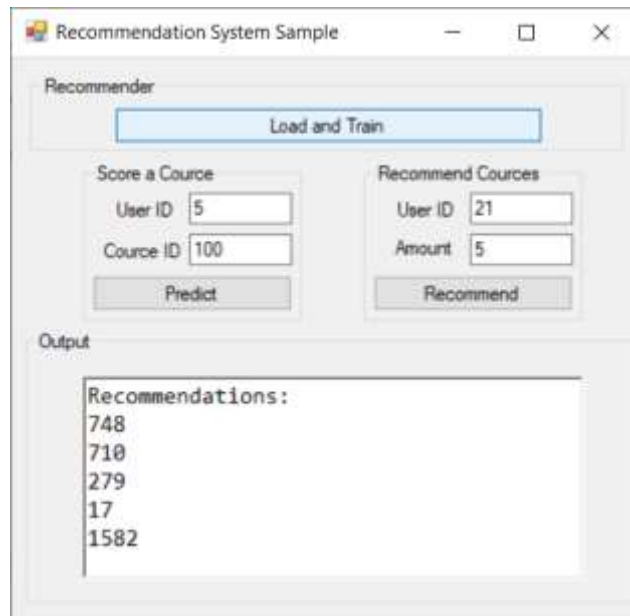 Recommendation System Sample
Recommender
Load and Train
Score a Cource
User ID 5
Cource ID 100
Predict
Recommend Cources
User ID 21
Amount 5
Recommend
Output
Recommendations:
748
710
279
17
1582